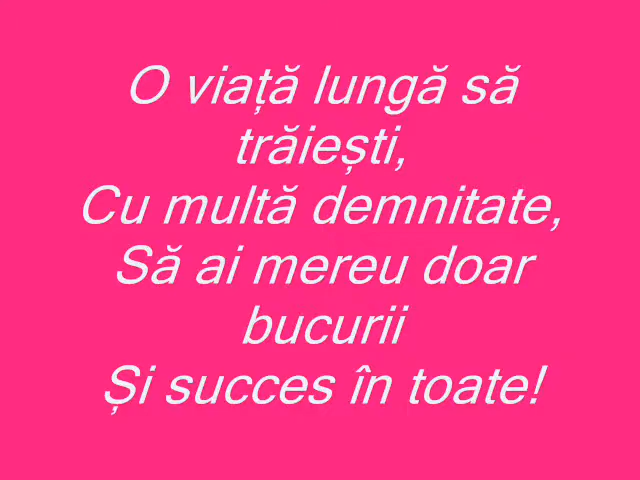 O viață lungă să
trăiești,
Cu multă demnitate,
Să ai mereu doar
bucurii
Și succes în toate!